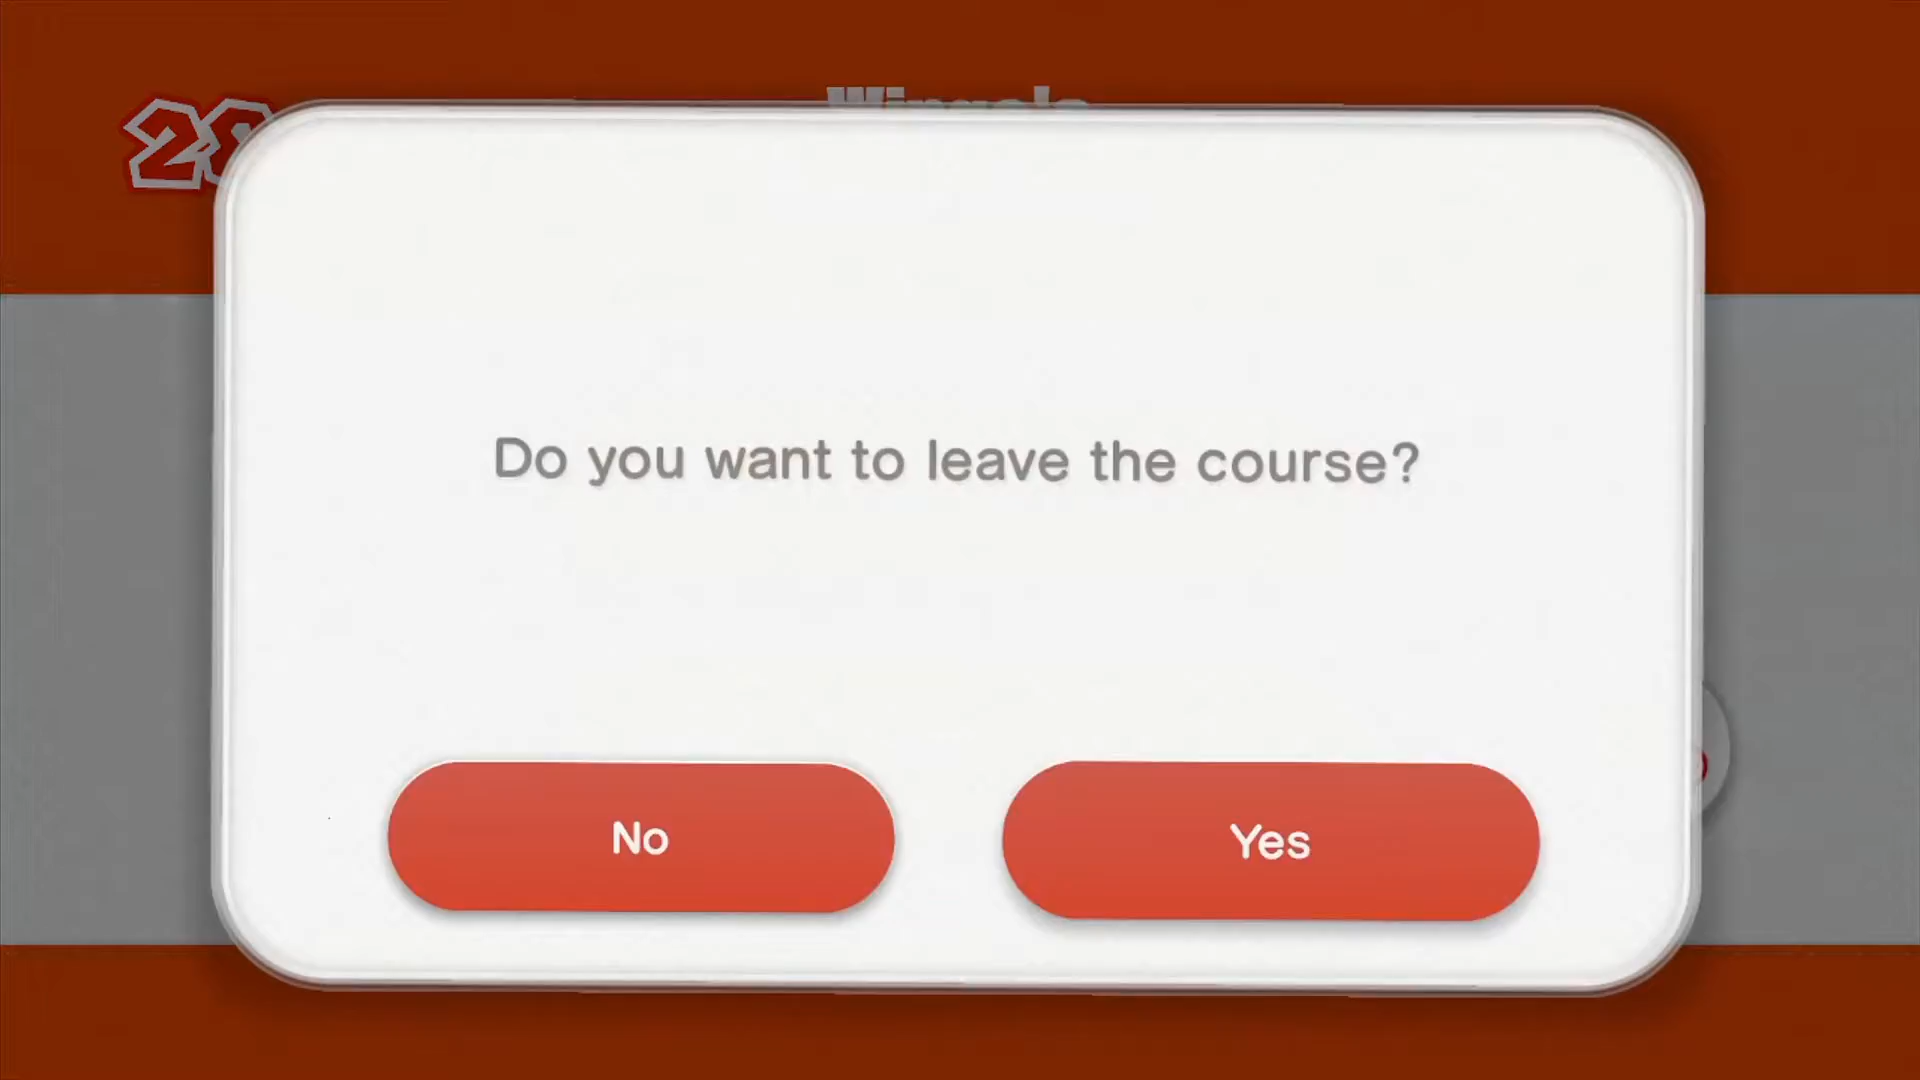 Do you want to leave the course?
No
Yes